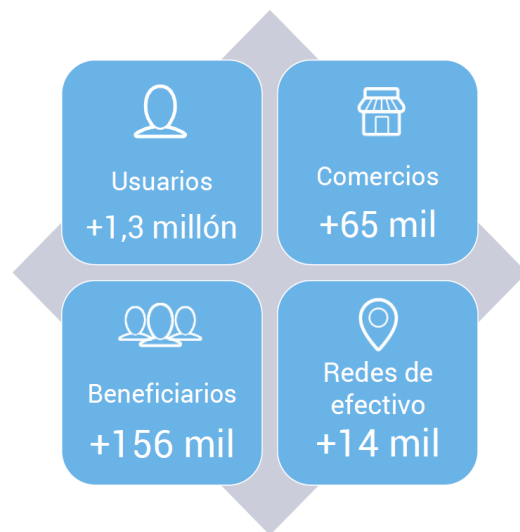 Usuarios
+1,3 millón
Comercios
+65 mil
Beneficiarios
+156 mil
Redes de
efectivo
+14 mil